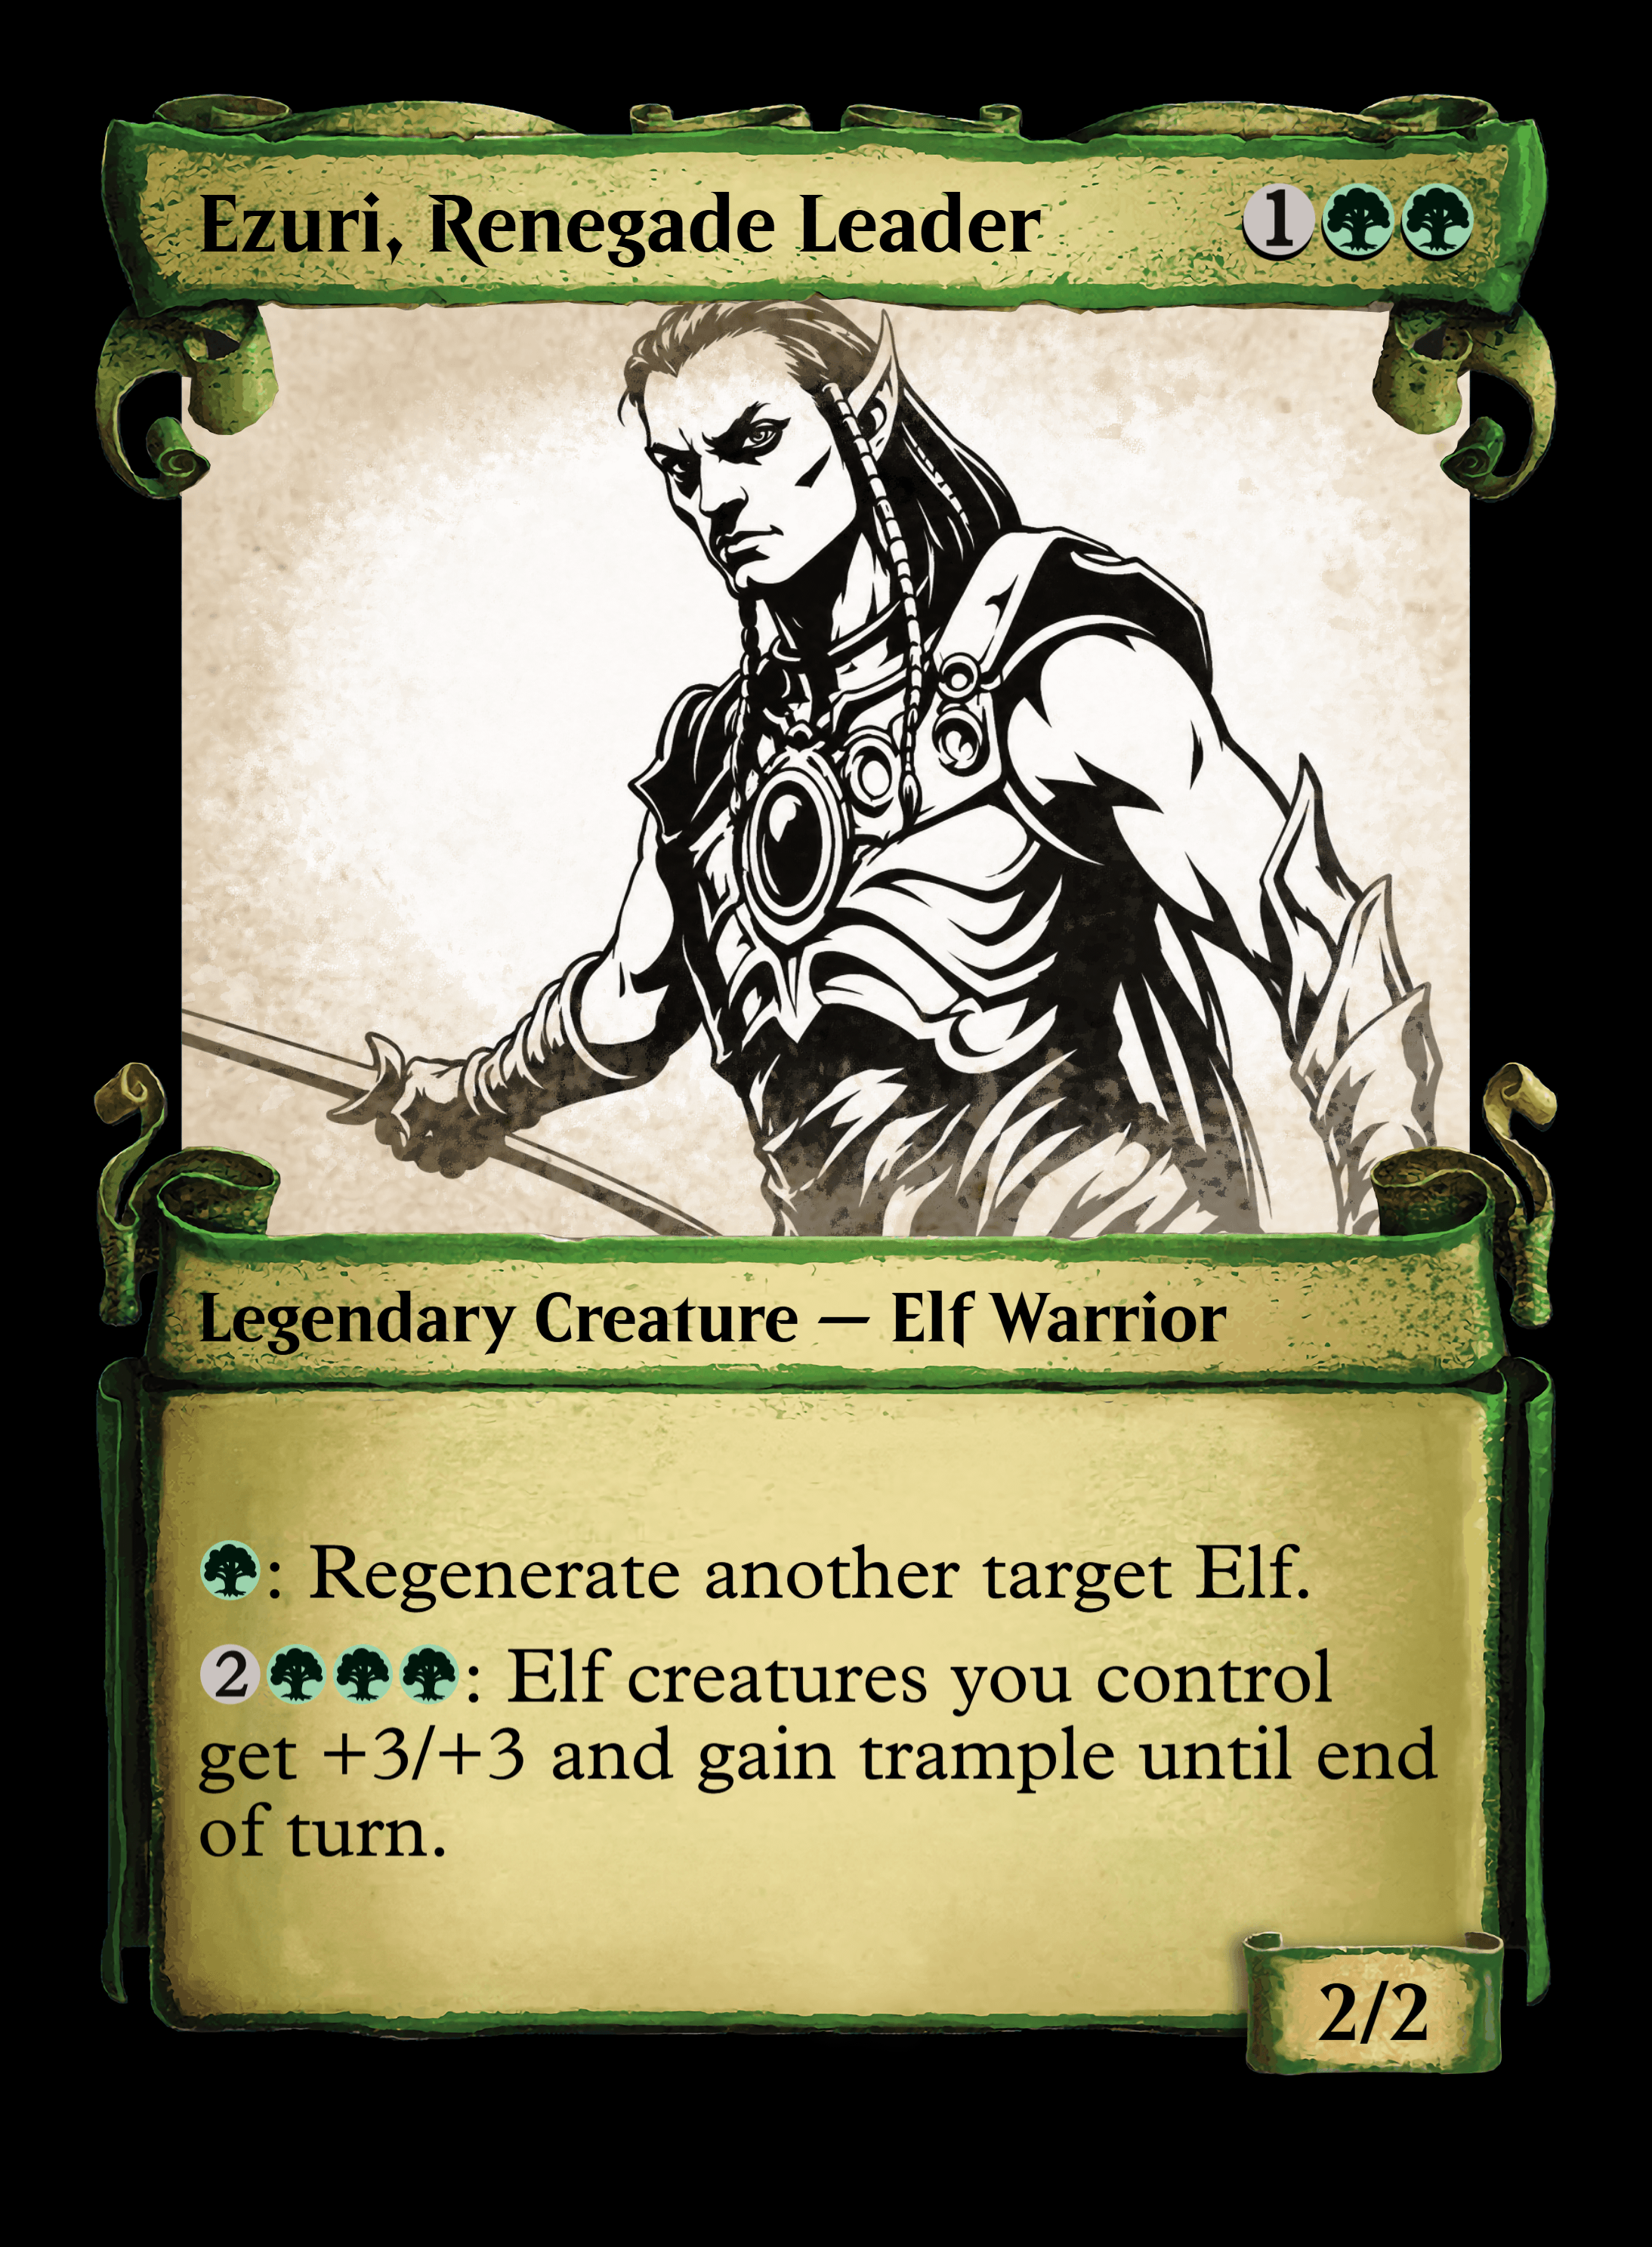 Ezuri, Renegade Leader 1
Legendary Creature — Elf Warrior
: Regenerate another target Elf.
2: Elf creatures you control
get +3/+3 and gain trample until end
of turn.
2/2